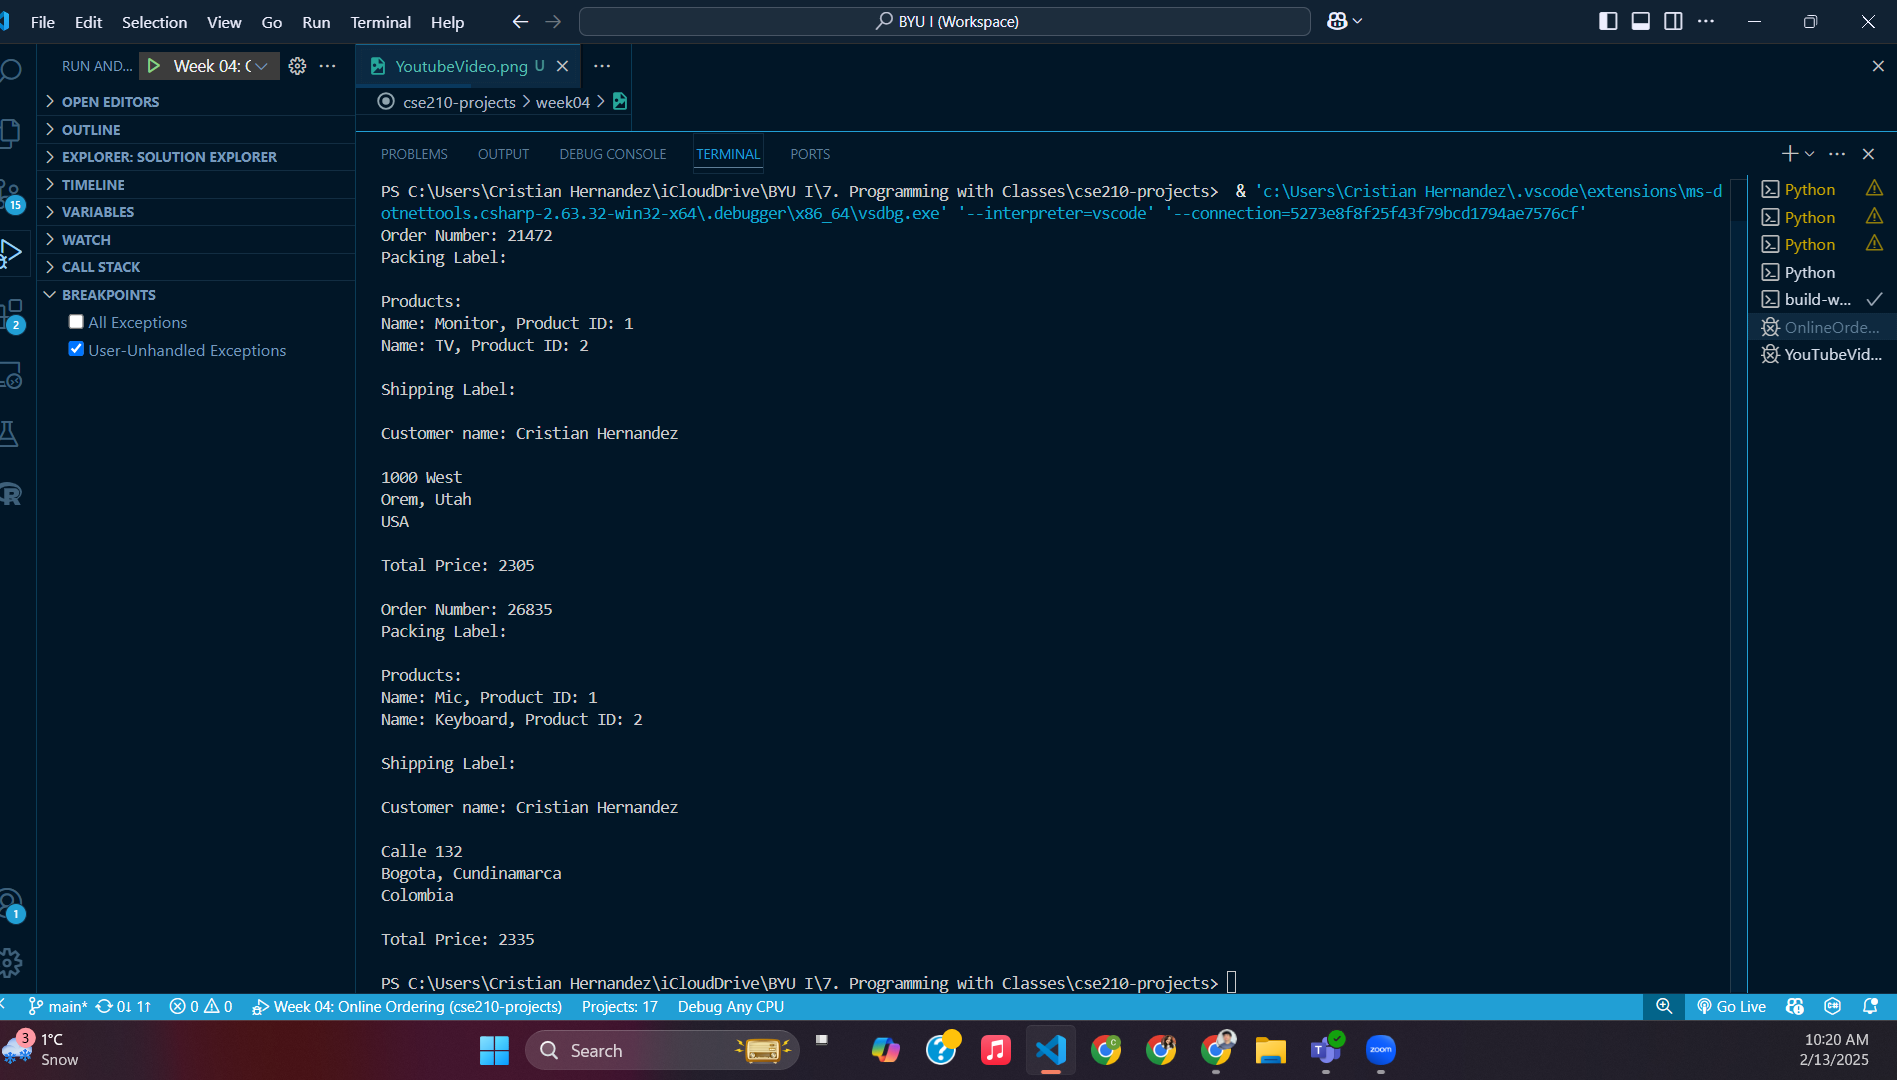 File Edit Selection View Go Run Terminal Help
BYU I (Workspace)
RUN AND... Week 04: (
YoutubeVideo.png U
OPEN EDITORS
cse210-projects > week04 >
OUTLINE
EXPLORER: SOLUTION EXPLORER
TIMELINE
VARIABLES
WATCH
CALL STACK
BREAKPOINTS
All Exceptions
User-Unhandled Exceptions
15
2
1
PROBLEMS OUTPUT DEBUG CONSOLE TERMINAL PORTS
PS C:\Users\Cristian Hernandez\iCloudDrive\BYU I\7. Programming with Classes\cse210-projects>  & 'c:\Users\Cristian Hernandez\.vscode\extensions\ms-d
otnettools.csharp-2.63.32-win32-x64\.debugger\x86_64\vsdbg.exe' '--interpreter=vscode' '--connection=5273e8f8f25f43f79bcd1794ae7576cf'
Order Number: 21472
Packing Label:
Products:
Name: Monitor, Product ID: 1
Name: TV, Product ID: 2
Shipping Label:
Customer name: Cristian Hernandez
1000 West
Orem, Utah
USA
Total Price: 2305
Order Number: 26835
Packing Label:
Products:
Name: Mic, Product ID: 1
Name: Keyboard, Product ID: 2
Shipping Label:
Customer name: Cristian Hernandez
Calle 132
Bogota, Cundinamarca
Colombia
Total Price: 2335
PS C:\Users\Cristian Hernandez\iCloudDrive\BYU I\7. Programming with Classes\cse210-projects>
Python
Python
Python
Python
build-w...
OnlineOrde...
YouTubeVid...
main* 0↓ 1↑ 0 0 Week 04: Online Ordering (cse210-projects) Projects: 17 Debug Any CPU Go Live
3
1°C
Snow
Search
zoom
10:20 AM
2/13/2025